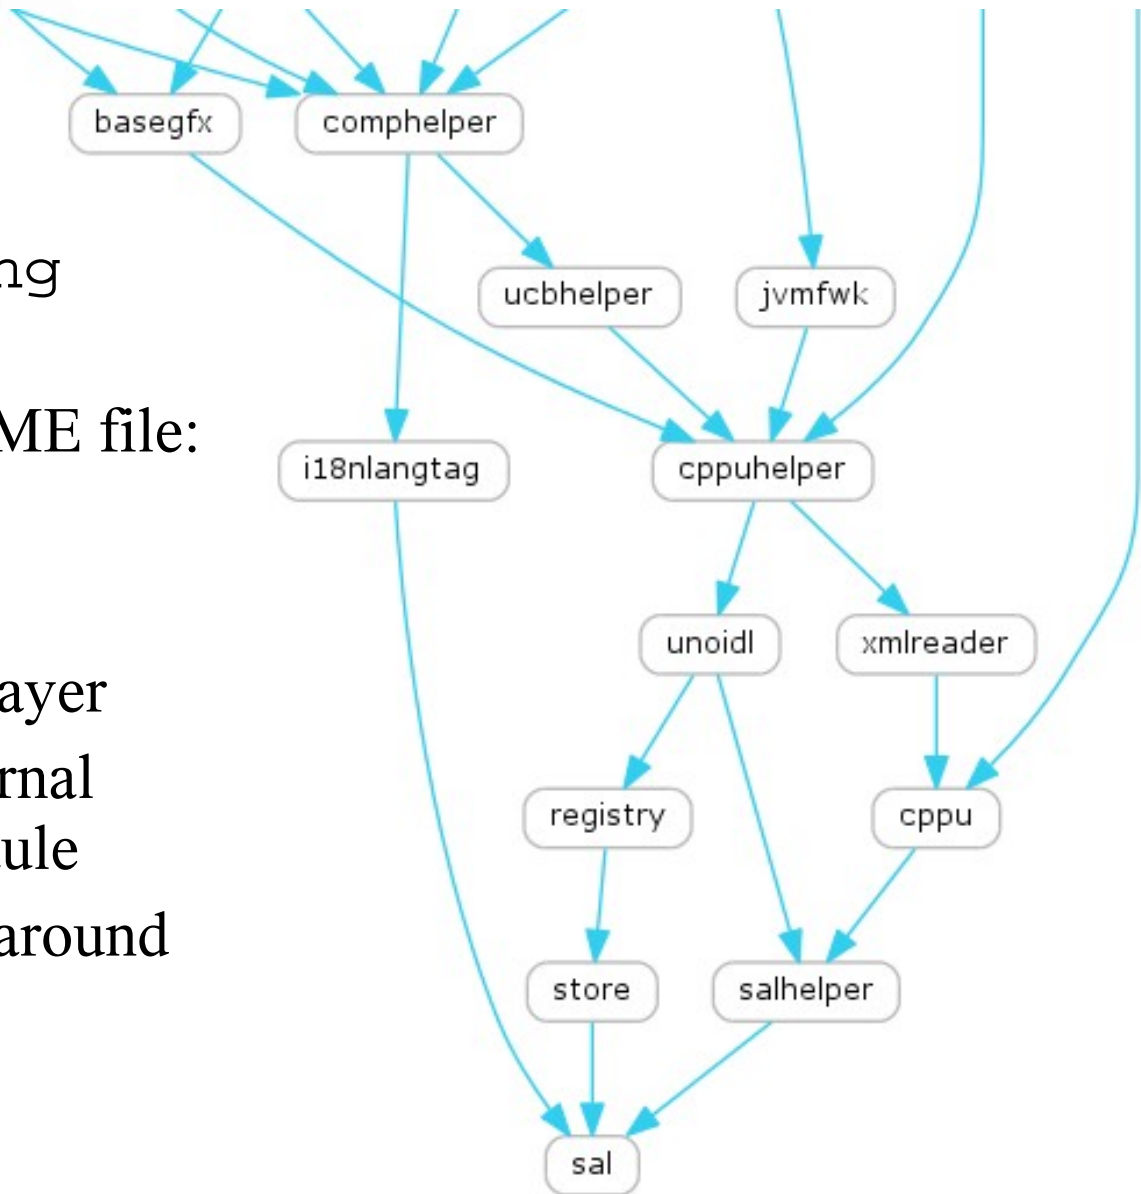 basegfx comphelper
ng
ucbhelper jvmfwk
ME file:
i18nlangtag cppuhelper
unoidl xmlreader
ayer
rnal
registry cppu
ule
around
store salhelper
sal